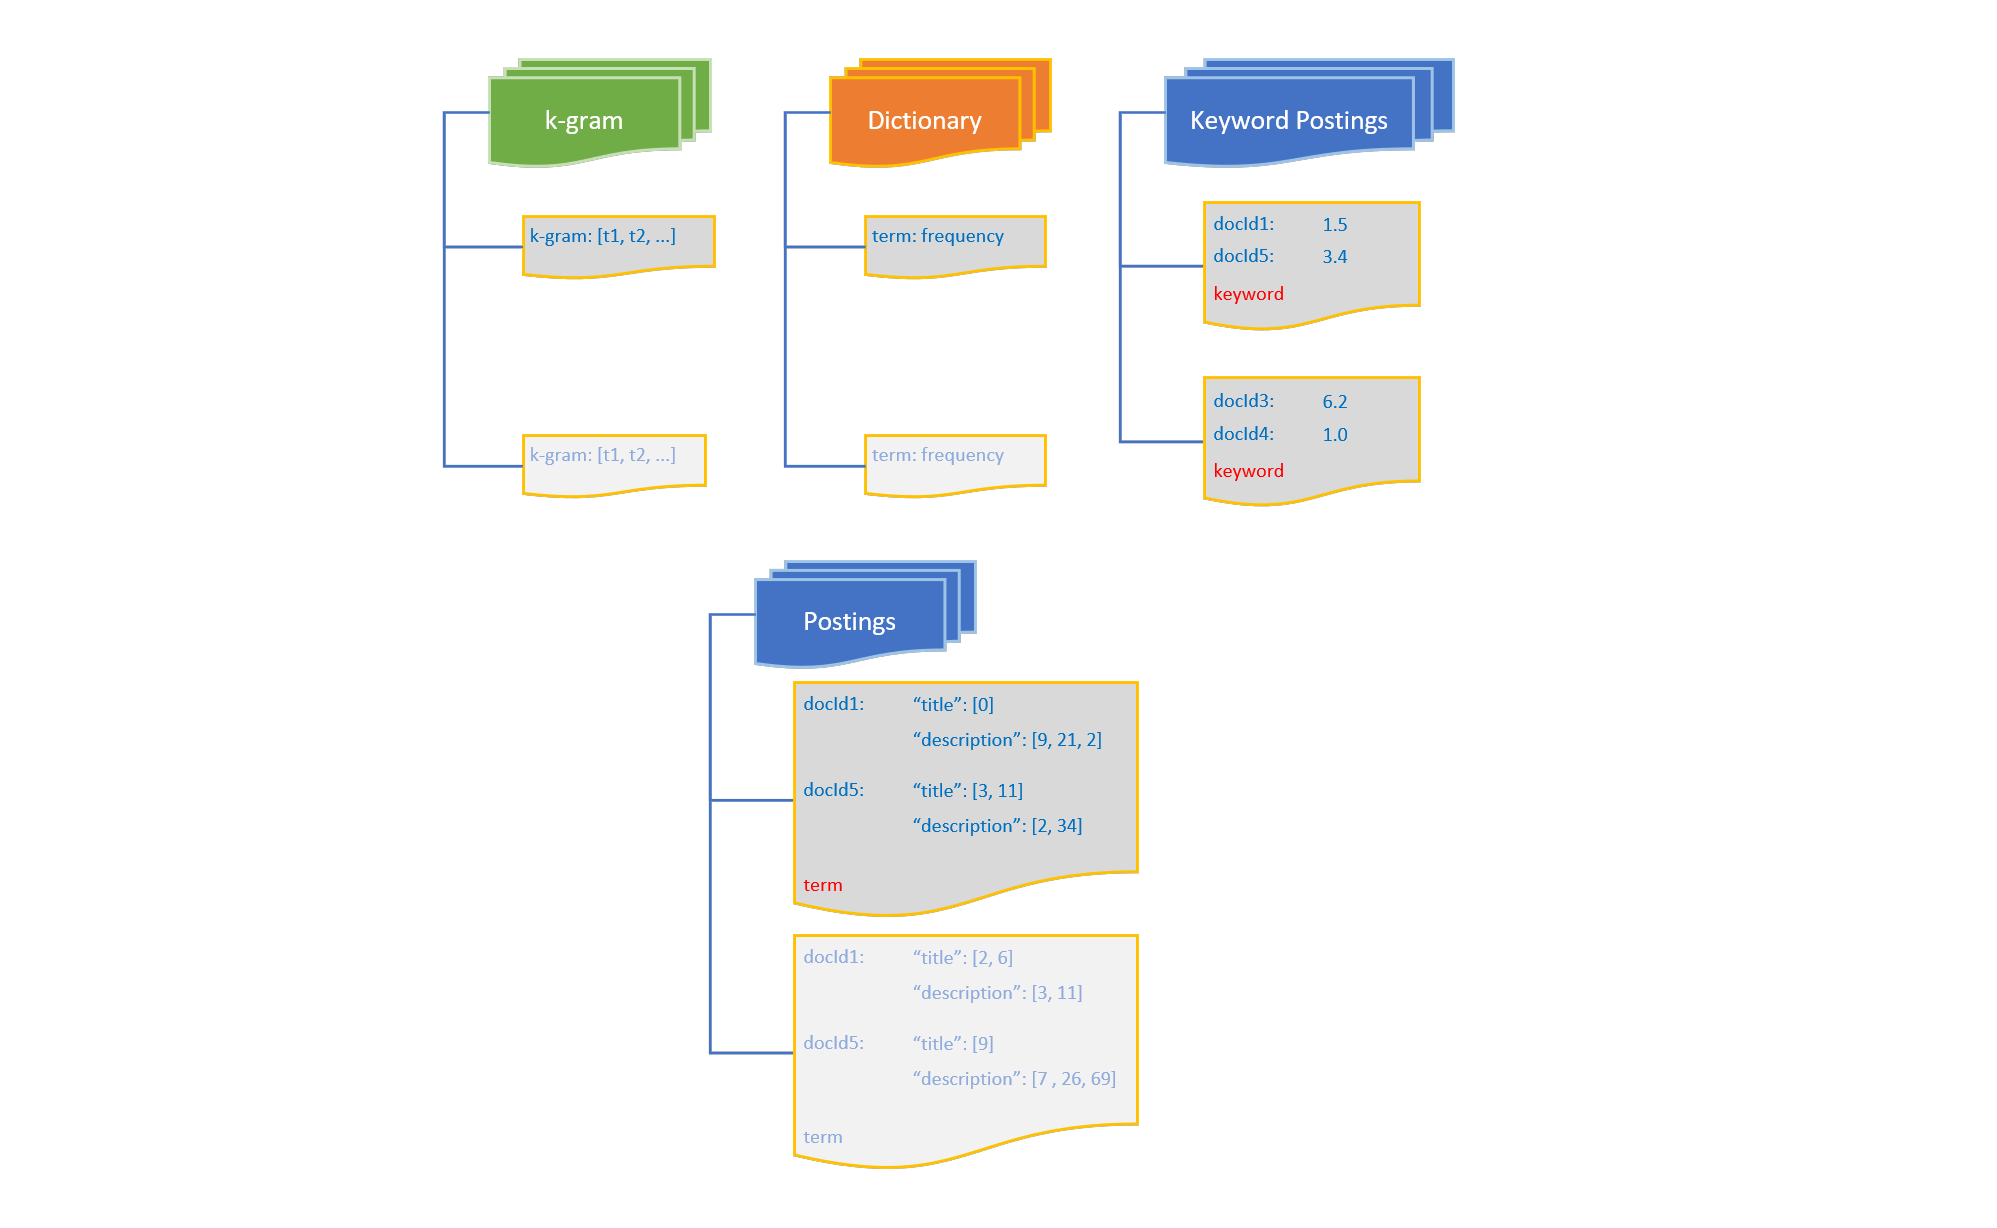 k-gram
k-gram: [t1, t2, ...]
k-gram: [t1, t2, ...]
Dictionary
term: frequency
term: frequency
Keyword Postings
docId1: 1.5
docId5: 3.4
keyword
docId3: 6.2
docId4: 1.0
keyword
Postings
docId1: “title”: [0]
“description”: [9, 21, 2]
docId5: “title”: [3, 11]
“description”: [2, 34]
term
docId1: “title”: [2, 6]
“description”: [3, 11]
docId5: “title”: [9]
“description”: [7 , 26, 69]
term